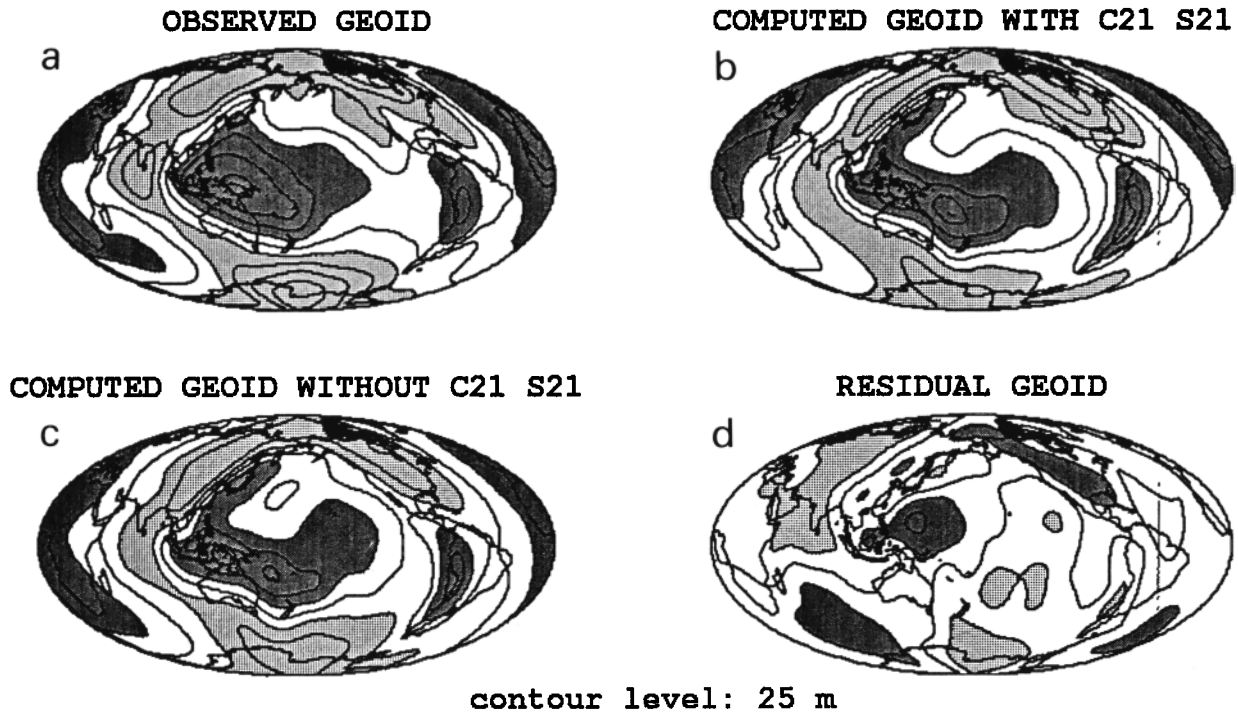 OBSERVED GEOID
COMPUTED GEOID WITH C21 S21
a
b
COMPUTED GEOID WITHOUT C21 S21
RESIDUAL GEOID
c
d
contour level: 25 m